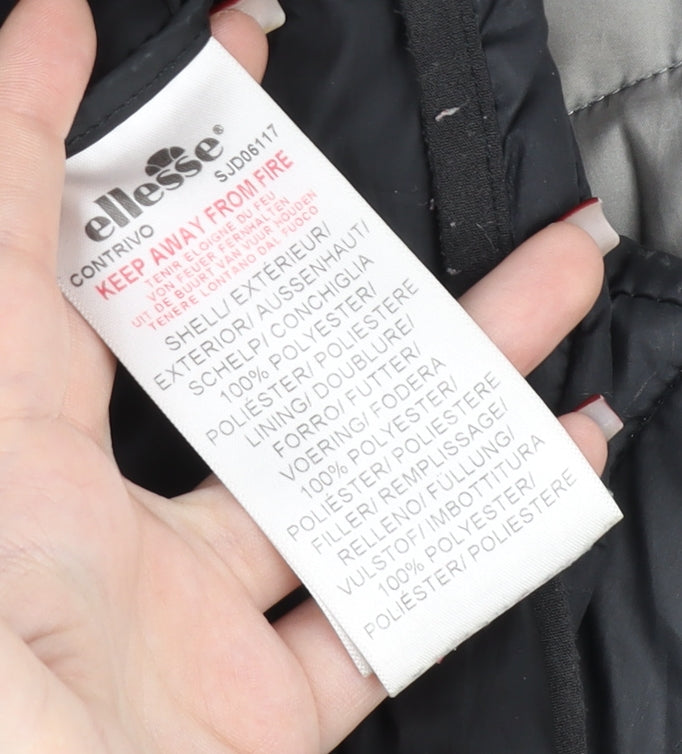 ellesse®
CONTRIVO SJD06117
KEEP AWAY FROM FIRE
TENIR ELOIGNE DU FEU
VON FEUER FERNHALTEN
UIT DE BUURT VAN VUUR HOUDEN
TENERE LONTANO DAL FUOCO
SHELL/ EXTÉRIEUR/
EXTERIOR/ AUSSENHAUT/
SCHELP/ CONCHIGLIA
100% POLYESTER/
POLIÉSTER/ POLIESTERE
LINING/ DOUBLURE/
FORRO/ FUTTER/
VOERING/ FODERA
100% POLYESTER/
POLIÉSTER/ POLIESTERE
FILLER/ REMPLISSAGE/
RELLENO/ FÜLLUNG/
VULSTOF/ IMBOTTITURA
100% POLYESTER/
POLIÉSTER/ POLIESTERE